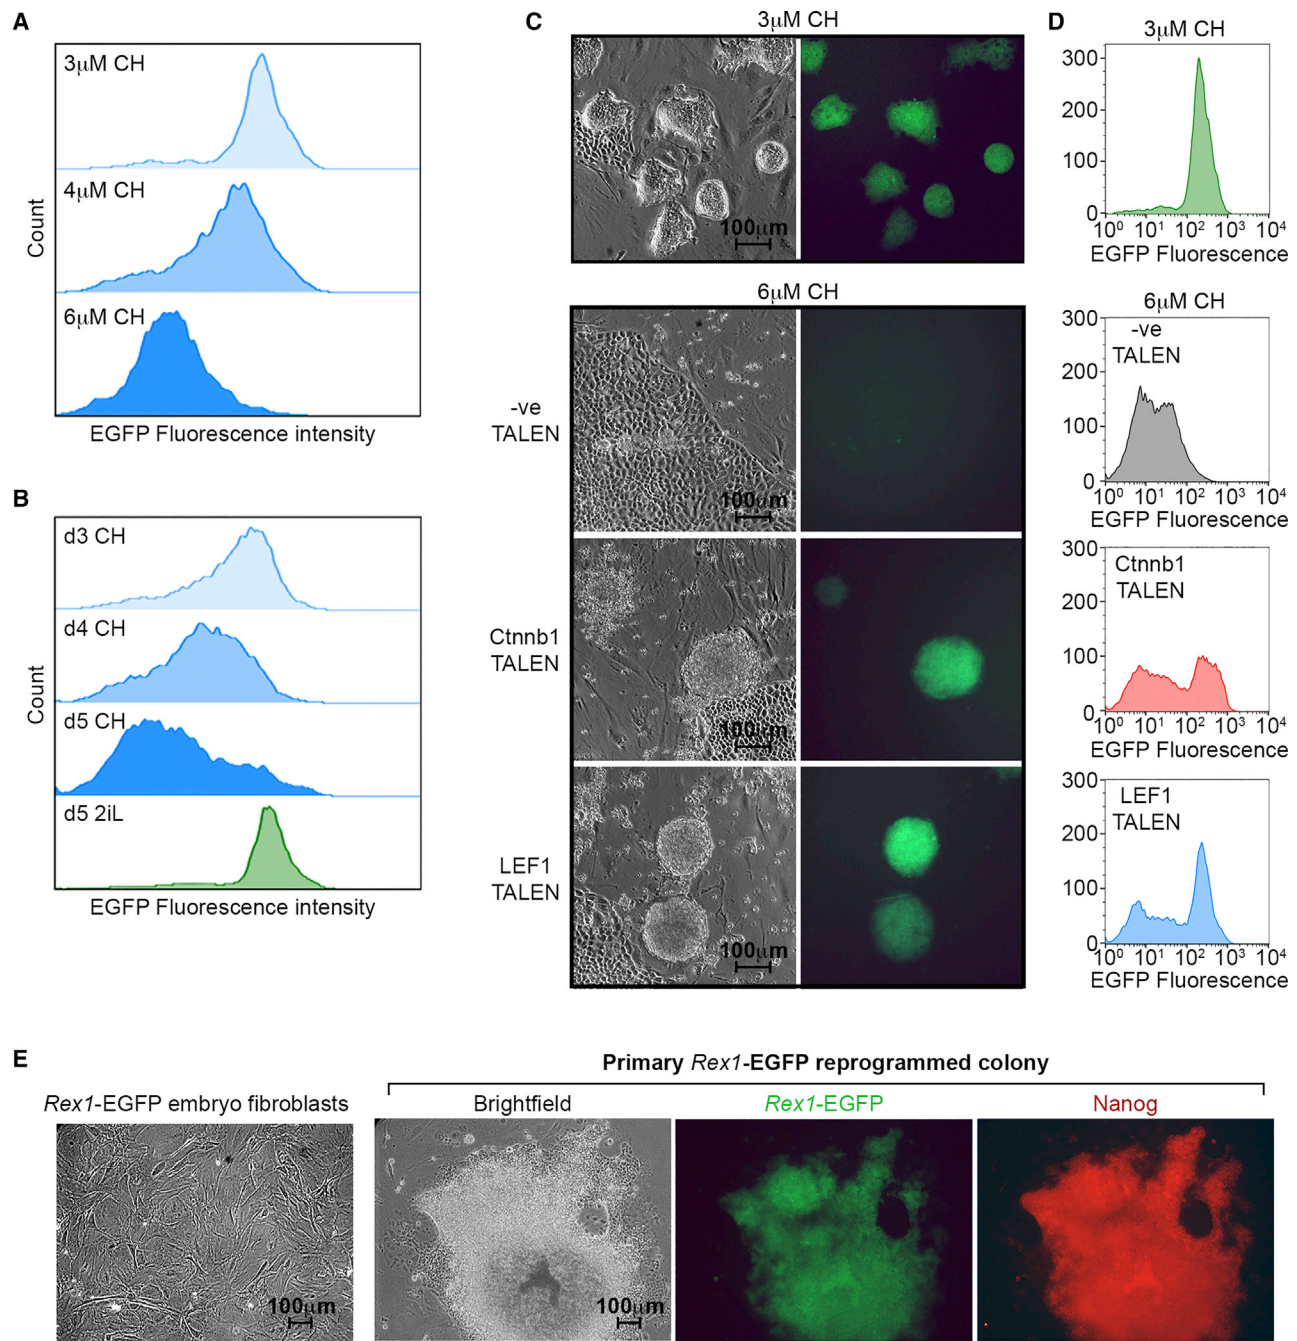 A
3µM CH
4µM CH
6µM CH
Count
EGFP Fluorescence intensity
B
d3 CH
d4 CH
d5 CH
d5 2iL
Count
EGFP Fluorescence intensity
C
3µM CH
100µm
6µM CH
-ve
TALEN
100µm
Ctnnb1
TALEN
100µm
LEF1
TALEN
100µm
D
3µM CH
300
200
100
0
10⁰ 10¹ 10² 10³ 10⁴
EGFP Fluorescence
6µM CH
300
-ve
TALEN
200
100
0
10⁰ 10¹ 10² 10³ 10⁴
EGFP Fluorescence
300
Ctnnb1
TALEN
200
100
0
10⁰ 10¹ 10² 10³ 10⁴
EGFP Fluorescence
300
LEF1
TALEN
200
100
0
10⁰ 10¹ 10² 10³ 10⁴
EGFP Fluorescence
E
Primary Rex1-EGFP reprogrammed colony
Rex1-EGFP embryo fibroblasts
Brightfield
Rex1-EGFP
Nanog
100µm
100µm